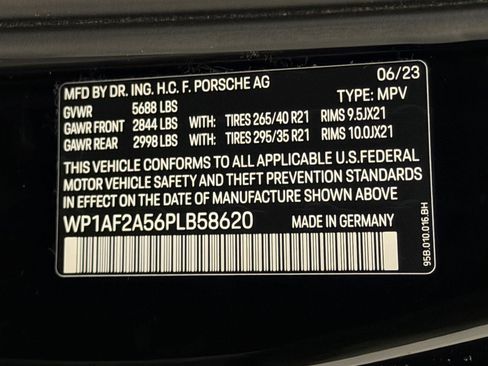 MFD BY DR. ING. H.C. F. PORSCHE AG 06/23
GVWR 5688 LBS TYPE: MPV
GAWR FRONT 2844 LBS WITH: TIRES 265/40 R21 RIMS 9.5JX21
GAWR REAR 2998 LBS WITH: TIRES 295/35 R21 RIMS 10.0JX21
THIS VEHICLE CONFORMS TO ALL APPLICABLE U.S.FEDERAL
MOTOR VEHICLE SAFETY AND THEFT PREVENTION STANDARDS
IN EFFECT ON THE DATE OF MANUFACTURE SHOWN ABOVE
WP1AF2A56PLB58620 MADE IN GERMANY
95B.010.016.BH